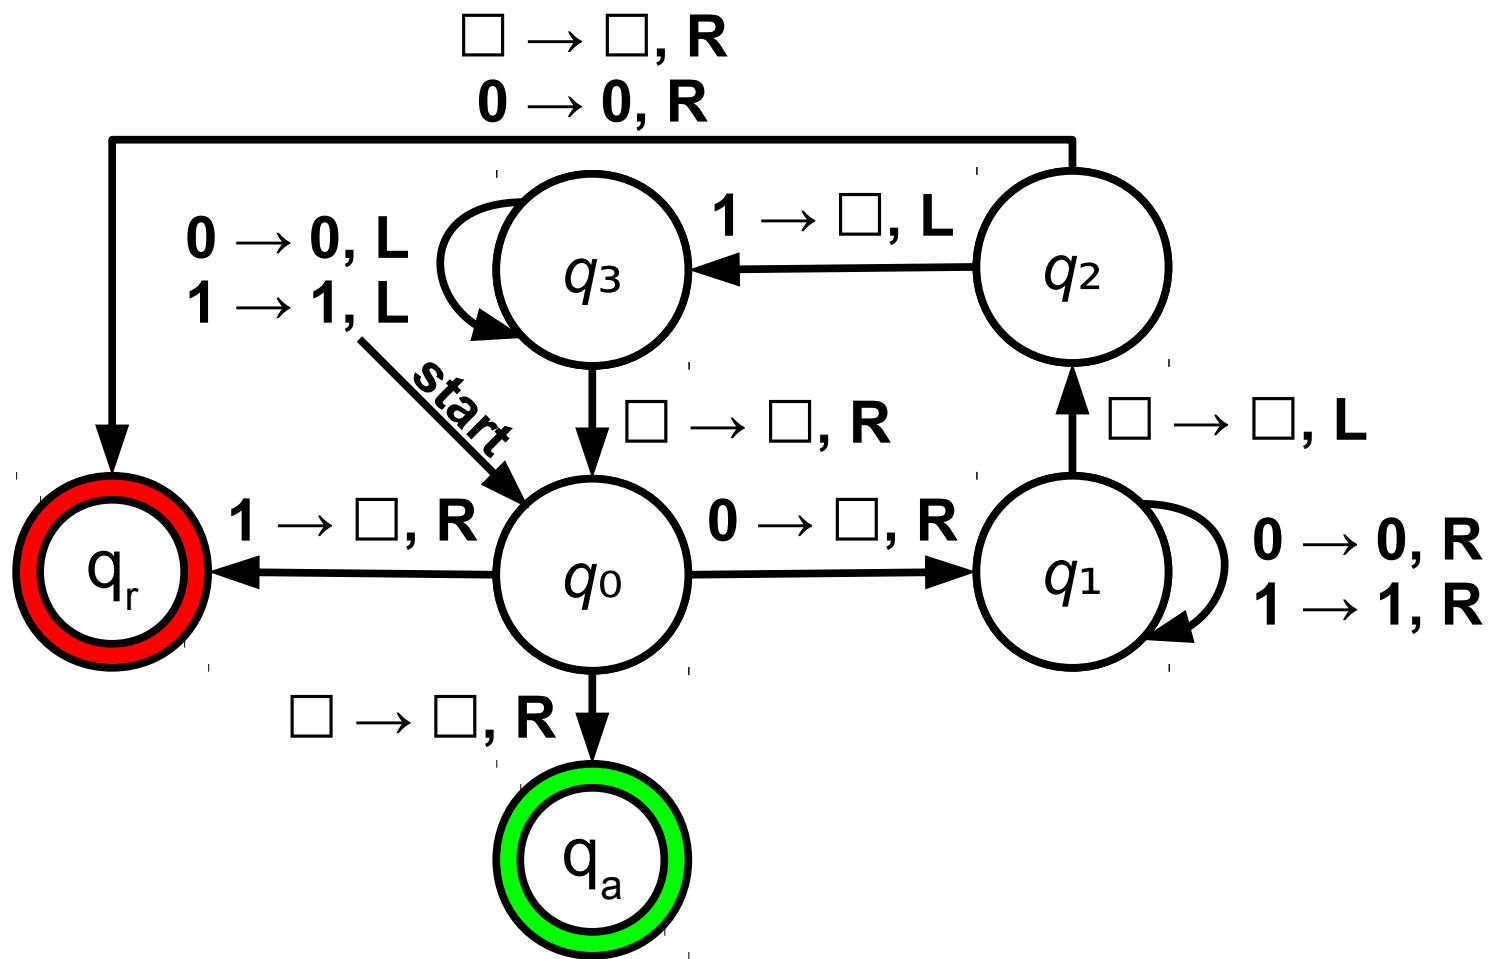 □ → □, R
0 → 0, R
1 → □, L
0 → 0, L
1 → 1, L
q3
q2
start
□ → □, R
□ → □, L
1 → □, R
0 → □, R
0 → 0, R
1 → 1, R
qr
q0
q1
□ → □, R
qa